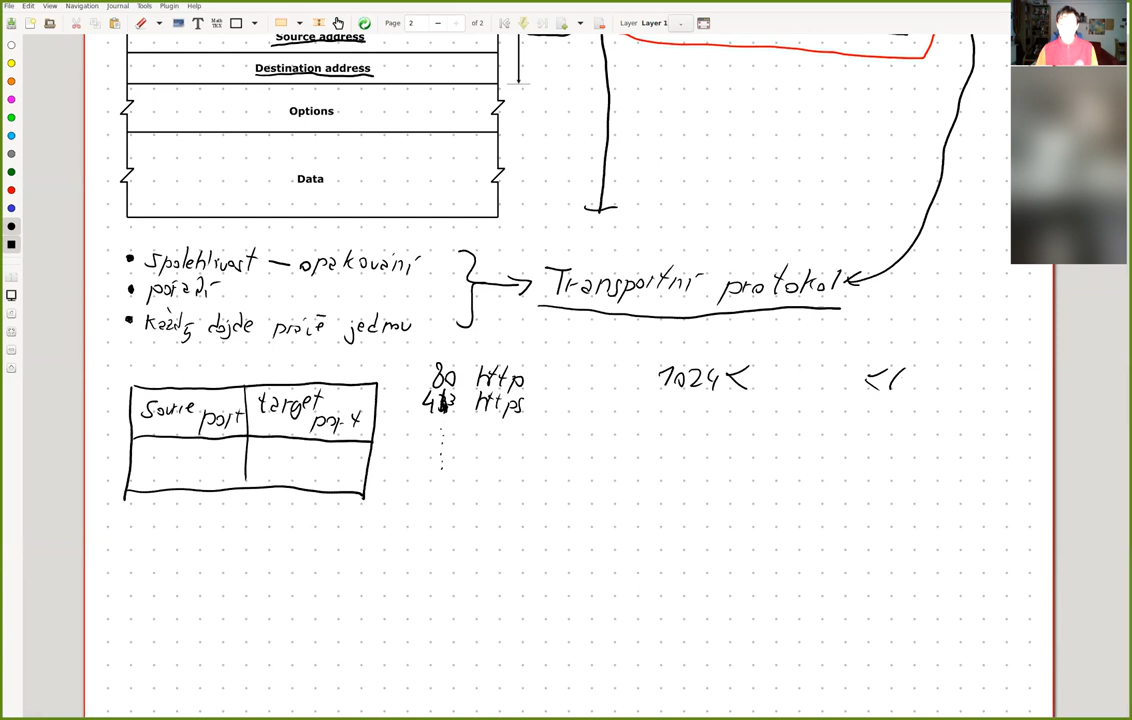 File Edit View Navigation Journal Tools Plugin Help
Page 2 of 2 Layer Layer 1
Source address
Destination address
Options
Data
• spolehlivost – opakování
• pořadí
• každý dojde právě jednou
Transportní protokol
source port
target port
80 http
https
1024 <
<